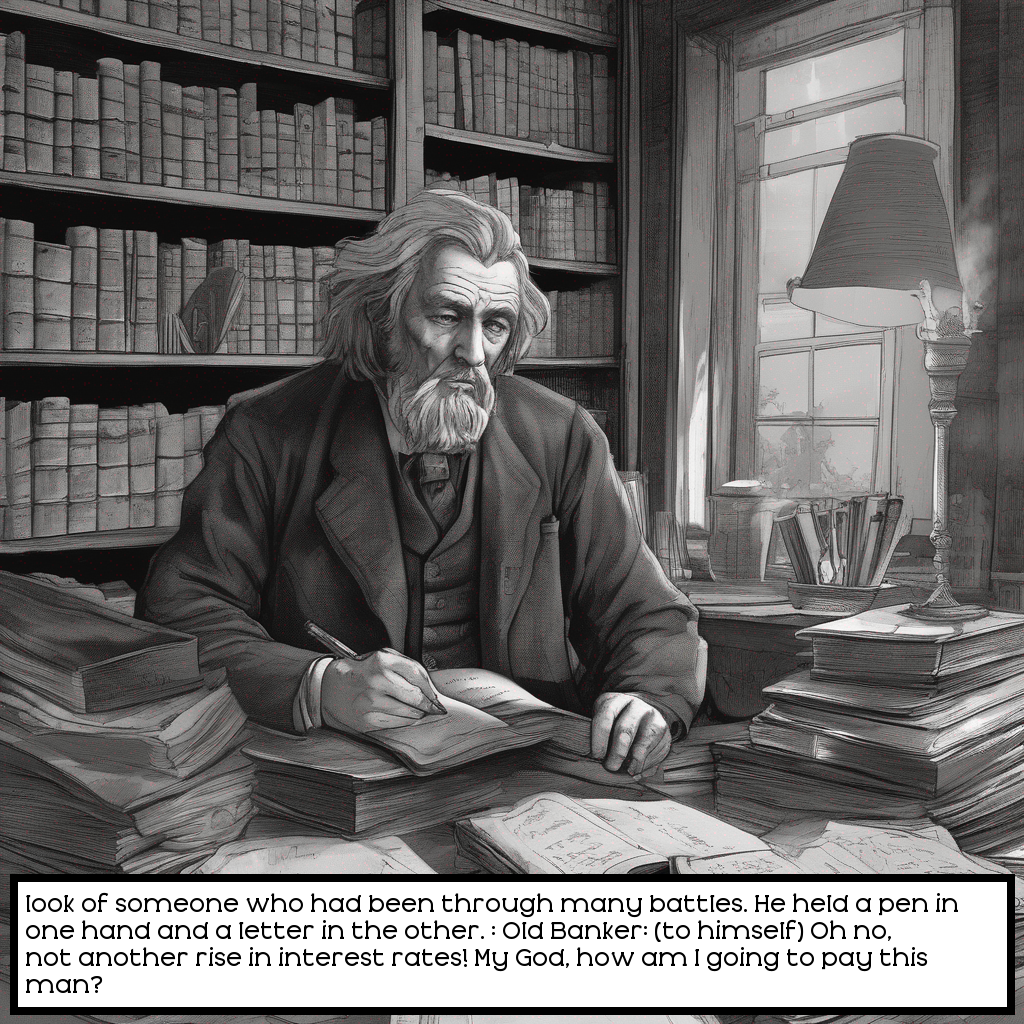 look of someone who had been through many battles. He held a pen in
one hand and a letter in the other. : Old Banker: (to himself) Oh no,
not another rise in interest rates! My God, how am I going to pay this
man?